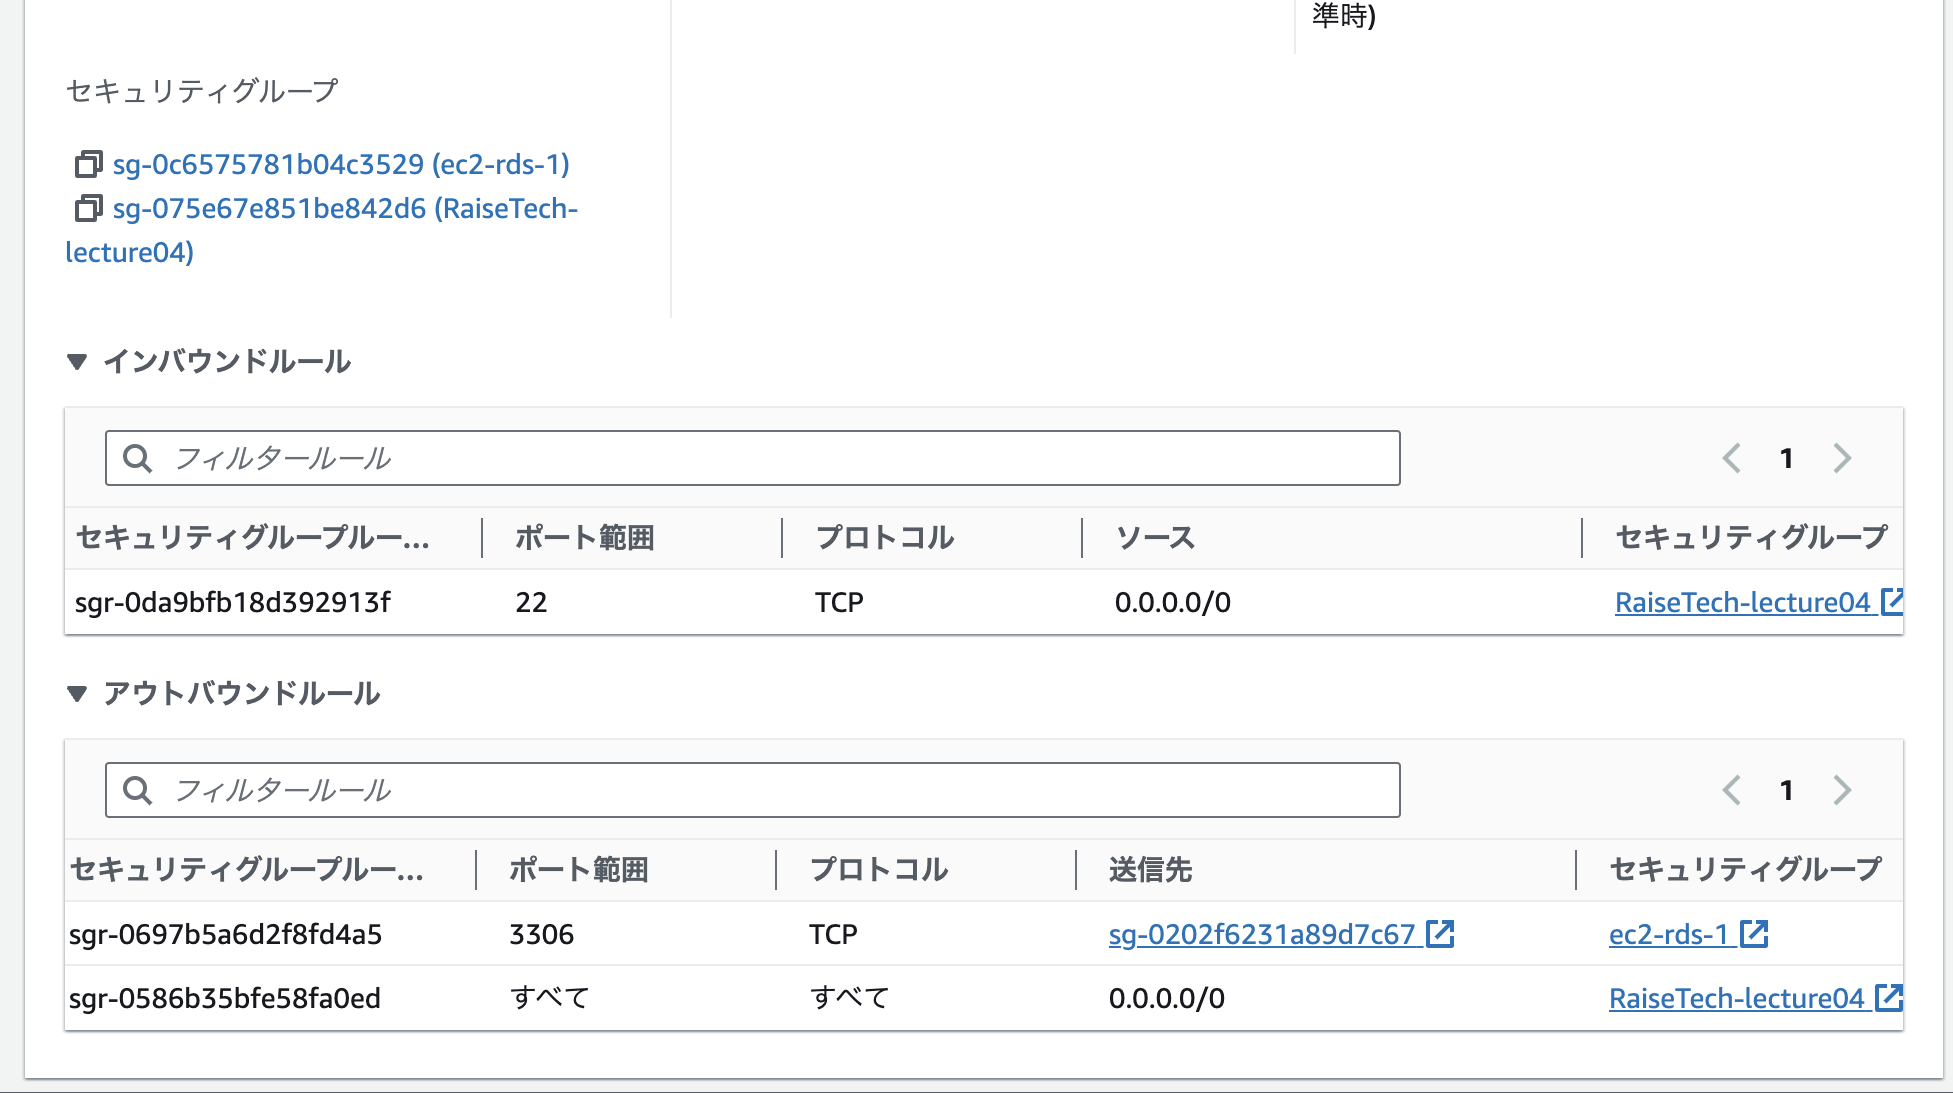 準時)
セキュリティグループ
sg-0c6575781b04c3529 (ec2-rds-1)
sg-075e67e851be842d6 (RaiseTech-
lecture04)
▼ インバウンドルール
フィルタールール
1
セキュリティグループルー... ポート範囲 プロトコル ソース セキュリティグループ
sgr-0da9bfb18d392913f 22 TCP 0.0.0.0/0 RaiseTech-lecture04
▼ アウトバウンドルール
フィルタールール
1
セキュリティグループルー... ポート範囲 プロトコル 送信先 セキュリティグループ
sgr-0697b5a6d2f8fd4a5 3306 TCP sg-0202f6231a89d7c67 ec2-rds-1
sgr-0586b35bfe58fa0ed すべて すべて 0.0.0.0/0 RaiseTech-lecture04